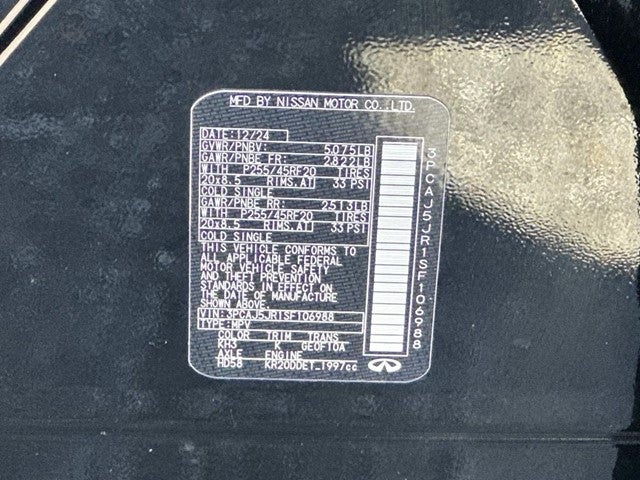 MFD BY NISSAN MOTOR CO.,LTD.
DATE:12/24
GVWR/PNBV: 5075LB
GAWR/PNBE FR: 2822LB
WITH P255/45RF20 TIRES
20x8.5 RIMS.AT 33 PSI
COLD SINGLE
GAWR/PNBE RR: 2513LB
WITH P255/45RF20 TIRES
20x8.5 RIMS.AT 33 PSI
COLD SINGLE
THIS VEHICLE CONFORMS TO
ALL APPLICABLE FEDERAL
MOTOR VEHICLE SAFETY
AND THEFT PREVENTION
STANDARDS IN EFFECT ON
THE DATE OF MANUFACTURE
SHOWN ABOVE.
VIN: 3PCAJ5JR1SF106988
TYPE:MPV
COLOR TRIM TRANS
KH3 K GE0F10A
AXLE ENGINE
HD58 KR20DDET 1997cc
3PCAJ5JR1SF106988